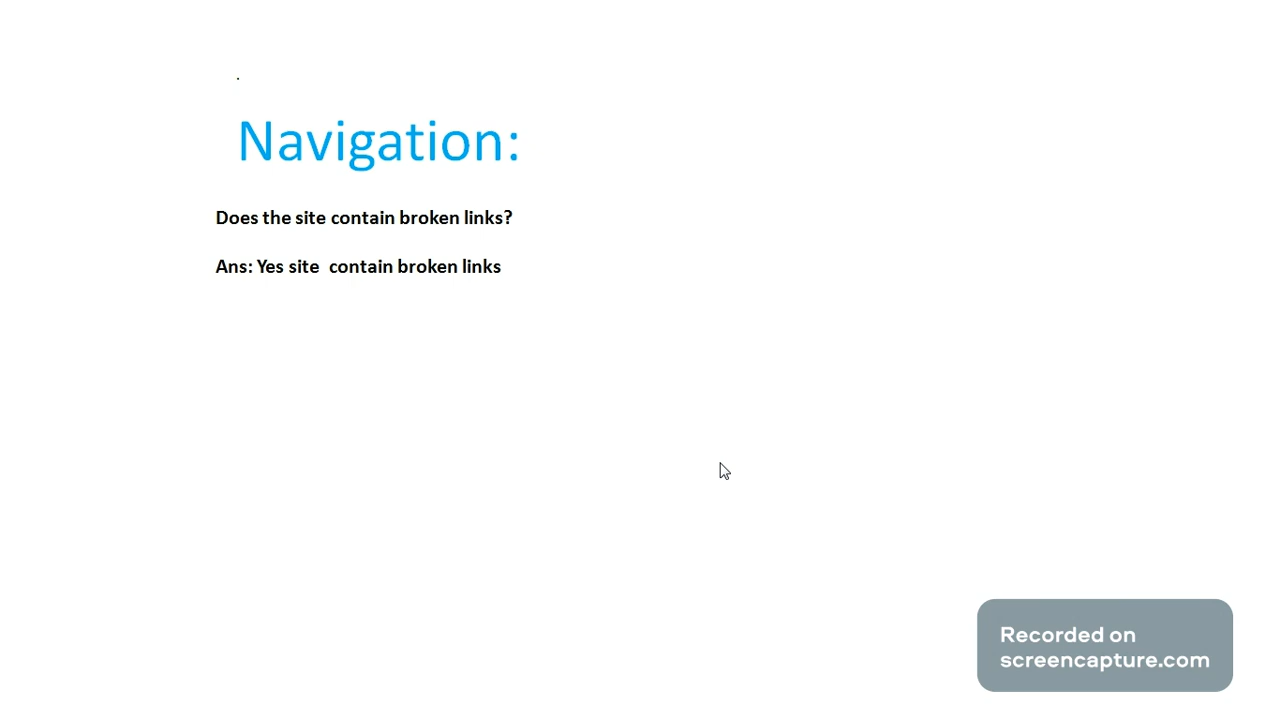 .
Navigation:
Does the site contain broken links?
Ans: Yes site  contain broken links
Recorded on
screencapture.com